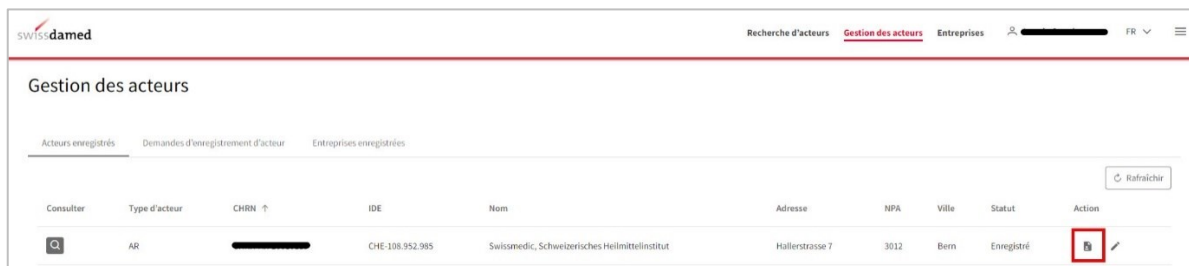 swissdamed
Recherche d'acteurs Gestion des acteurs Entreprises FR
Gestion des acteurs
Acteurs enregistrés Demandes d'enregistrement d'acteur Entreprises enregistrées
Rafraîchir
Consulter Type d'acteur CHRN ↑ IDE Nom Adresse NPA Ville Statut Action
AR CHE-108.952.985 Swissmedic, Schweizerisches Heilmittelinstitut Hallerstrasse 7 3012 Bern Enregistré